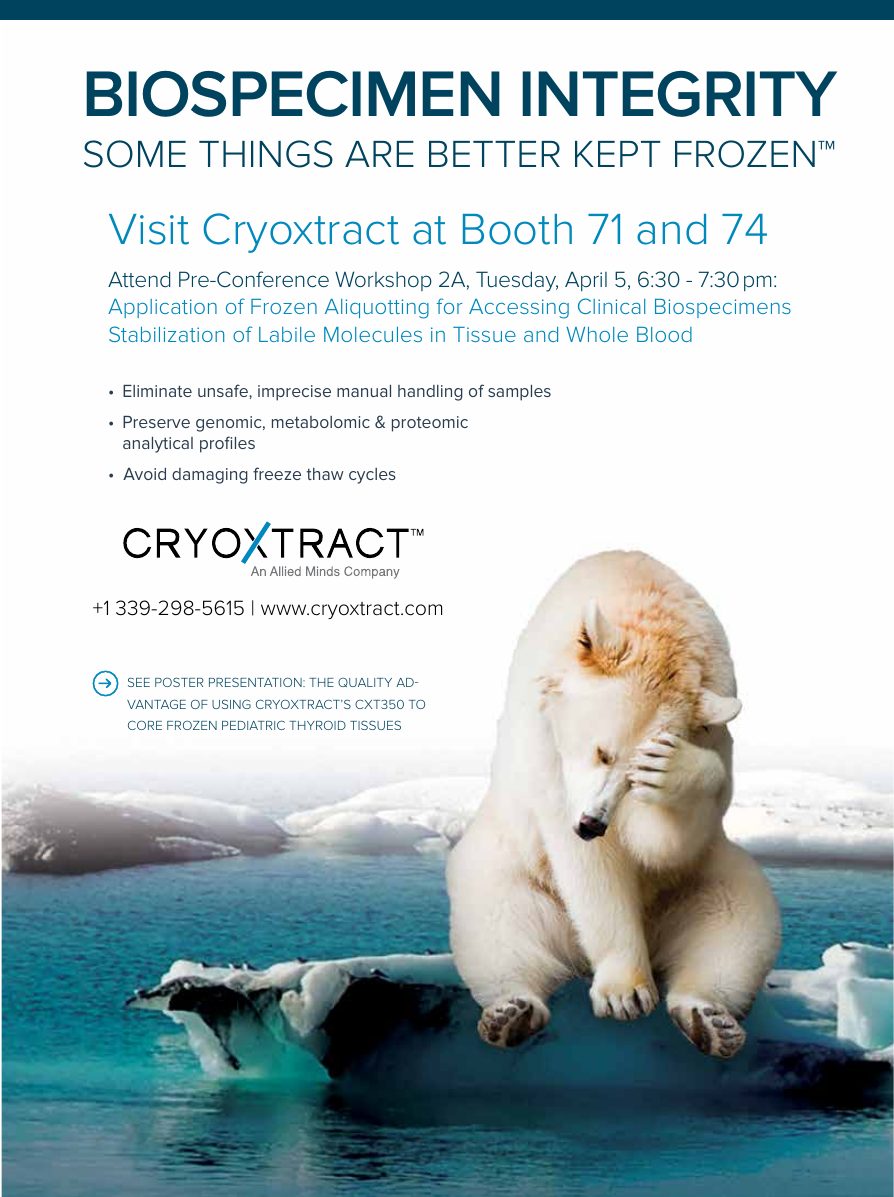 BIOSPECIMEN INTEGRITY
SOME THINGS ARE BETTER KEPT FROZEN™
Visit Cryoxtract at Booth 71 and 74
Attend Pre-Conference Workshop 2A, Tuesday, April 5, 6:30 - 7:30 pm:
Application of Frozen Aliquotting for Accessing Clinical Biospecimens
Stabilization of Labile Molecules in Tissue and Whole Blood
• Eliminate unsafe, imprecise manual handling of samples
• Preserve genomic, metabolomic & proteomic
analytical profiles
• Avoid damaging freeze thaw cycles
CRYOXTRACT™
An Allied Minds Company
+1 339-298-5615 | www.cryoxtract.com
SEE POSTER PRESENTATION: THE QUALITY AD-
VANTAGE OF USING CRYOXTRACT'S CXT350 TO
CORE FROZEN PEDIATRIC THYROID TISSUES